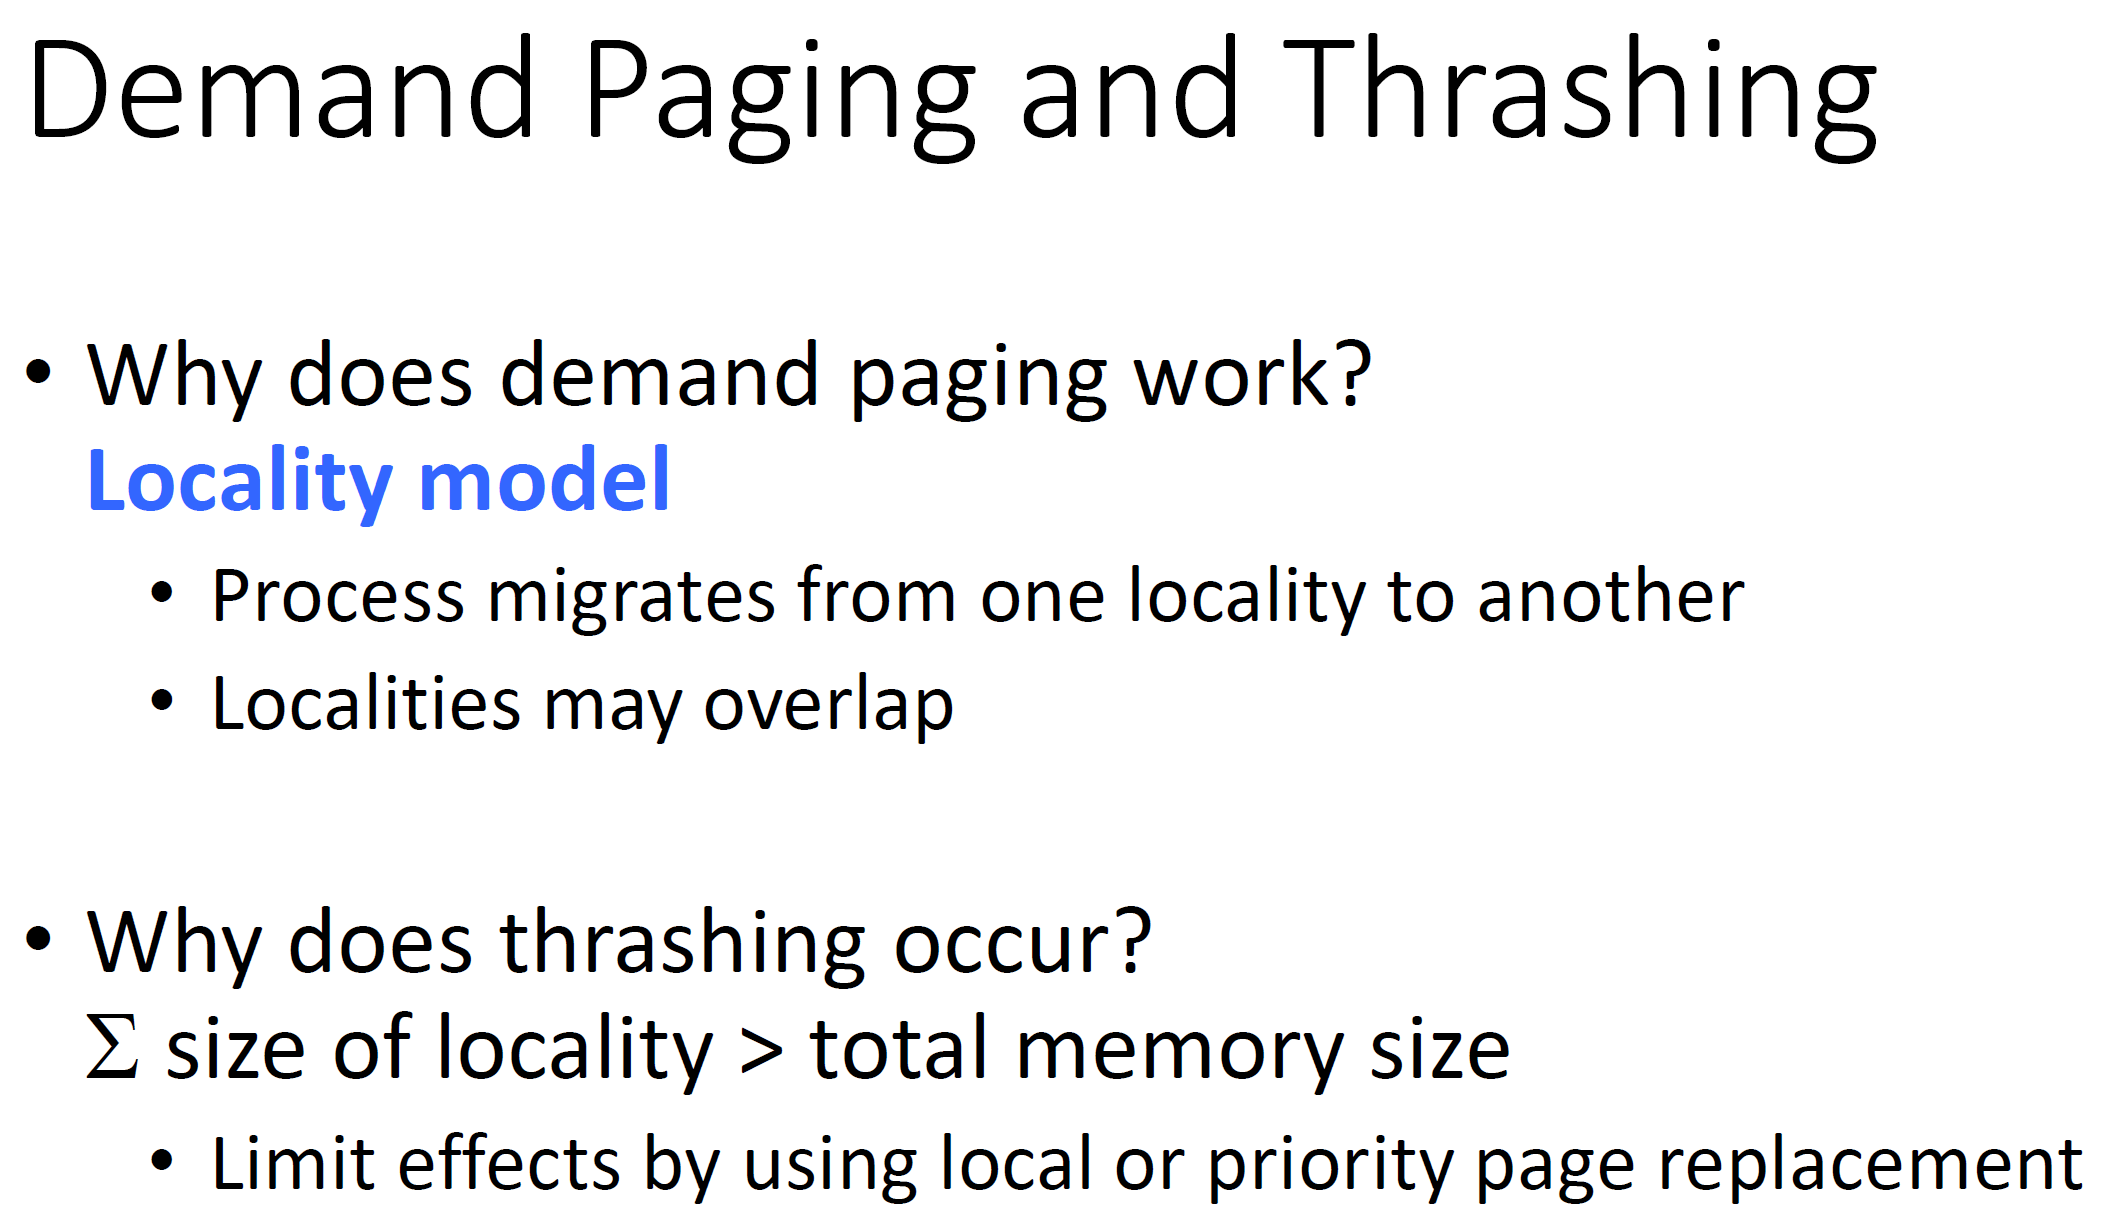 Demand Paging and Thrashing
• Why does demand paging work?
Locality model
• Process migrates from one locality to another
• Localities may overlap
• Why does thrashing occur?
Σ size of locality > total memory size
• Limit effects by using local or priority page replacement